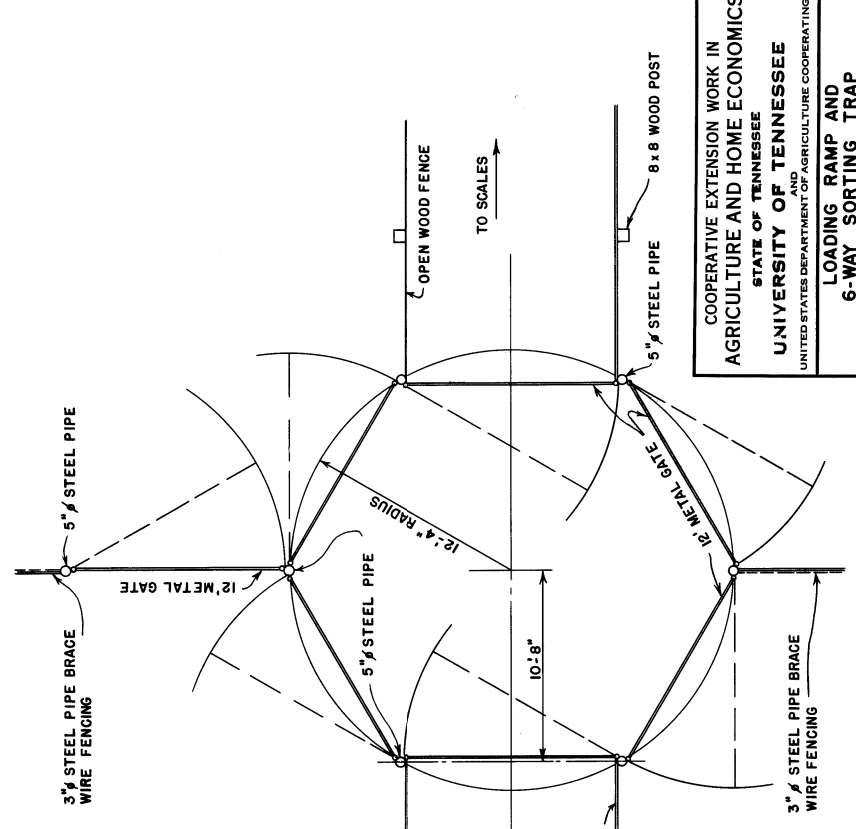 3"ø STEEL PIPE BRACE
WIRE FENCING
5"ø STEEL PIPE
12' METAL GATE
12'-4" RADIUS
5"ø STEEL PIPE
10'-8"
OPEN WOOD FENCE
TO SCALES
8x8 WOOD POST
5"ø STEEL PIPE
12' METAL GATE
3"ø STEEL PIPE BRACE
WIRE FENCING
COOPERATIVE EXTENSION WORK IN
AGRICULTURE AND HOME ECONOMICS
STATE OF TENNESSEE
UNIVERSITY OF TENNESSEE
AND
UNITED STATES DEPARTMENT OF AGRICULTURE COOPERATING
LOADING RAMP AND
6-WAY SORTING TRAP